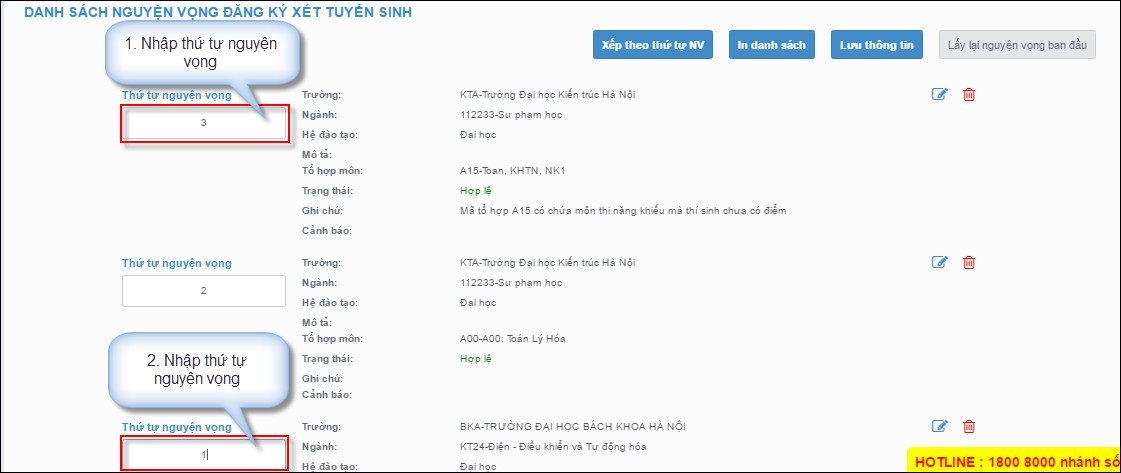 DANH SÁCH NGUYỆN VỌNG ĐĂNG KÝ XÉT TUYỂN SINH
1. Nhập thứ tự nguyện
vọng
Xếp theo thứ tự NV
In danh sách
Lưu thông tin
Lấy lại nguyện vọng ban đầu
Thứ tự nguyện vọng
3
Trường: KTA-Trường Đại học Kiến trúc Hà Nội
Ngành: 112233-Sư phạm học
Hệ đào tạo: Đại học
Mô tả:
Tổ hợp môn: A15-Toan, KHTN, NK1
Trạng thái: Hợp lệ
Ghi chú: Mã tổ hợp A15 có chứa môn thi năng khiếu mà thí sinh chưa có điểm
Cảnh báo:
Thứ tự nguyện vọng
2
Trường: KTA-Trường Đại học Kiến trúc Hà Nội
Ngành: 112233-Sư phạm học
Hệ đào tạo: Đại học
Mô tả:
Tổ hợp môn: A00-A00: Toán Lý Hóa
Trạng thái: Hợp lệ
Ghi chú:
Cảnh báo:
2. Nhập thứ tự
nguyện vọng
Thứ tự nguyện vọng
1
Trường: BKA-TRƯỜNG ĐẠI HỌC BÁCH KHOA HÀ NỘI
Ngành: KT24-Điện - Điều khiển và Tự động hóa
Hệ đào tạo: Đại học
HOTLINE : 1800 8000 nhánh số